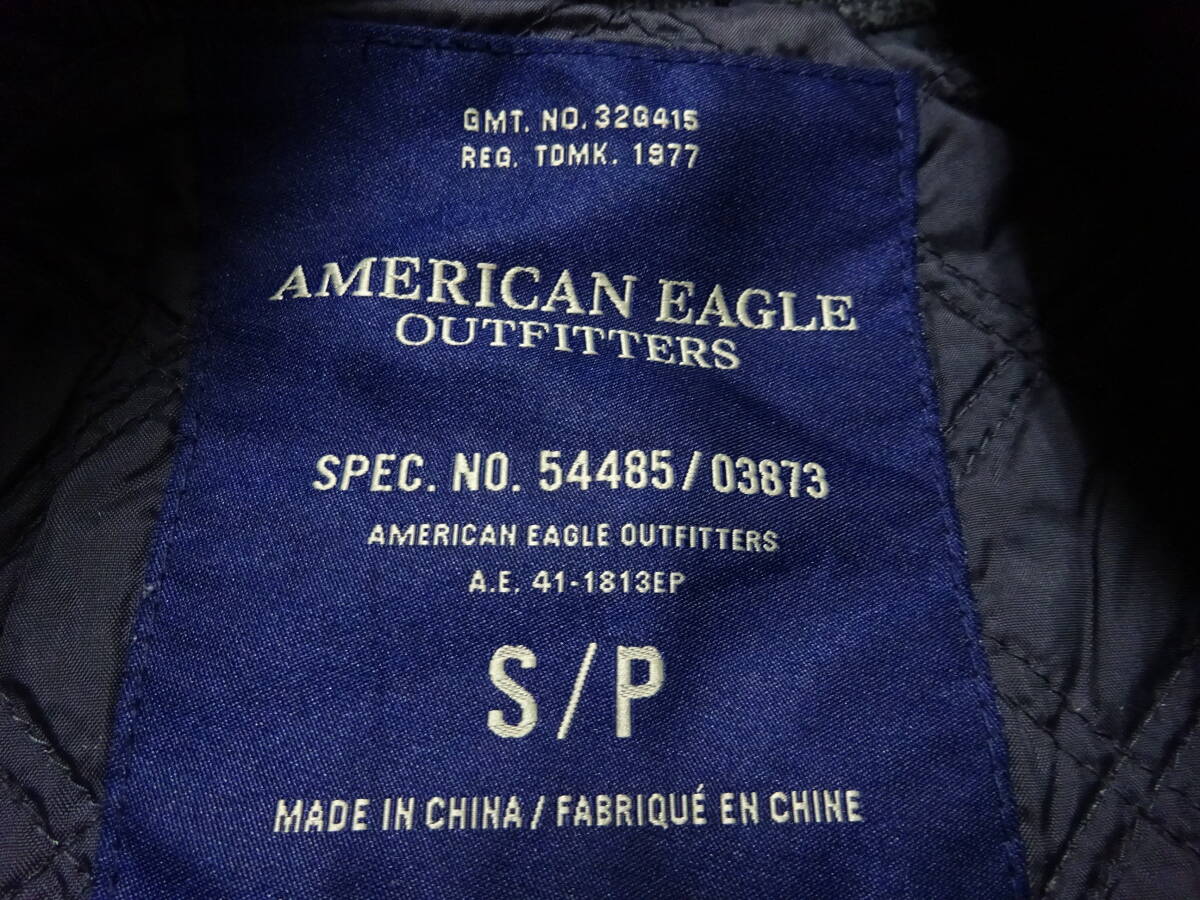 GMT. NO. 32G415
REG. TDMK. 1977
AMERICAN EAGLE
OUTFITTERS
SPEC. NO. 54485/03873
AMERICAN EAGLE OUTFITTERS
A.E. 41-1813EP
S/P
MADE IN CHINA / FABRIQUÉ EN CHINE